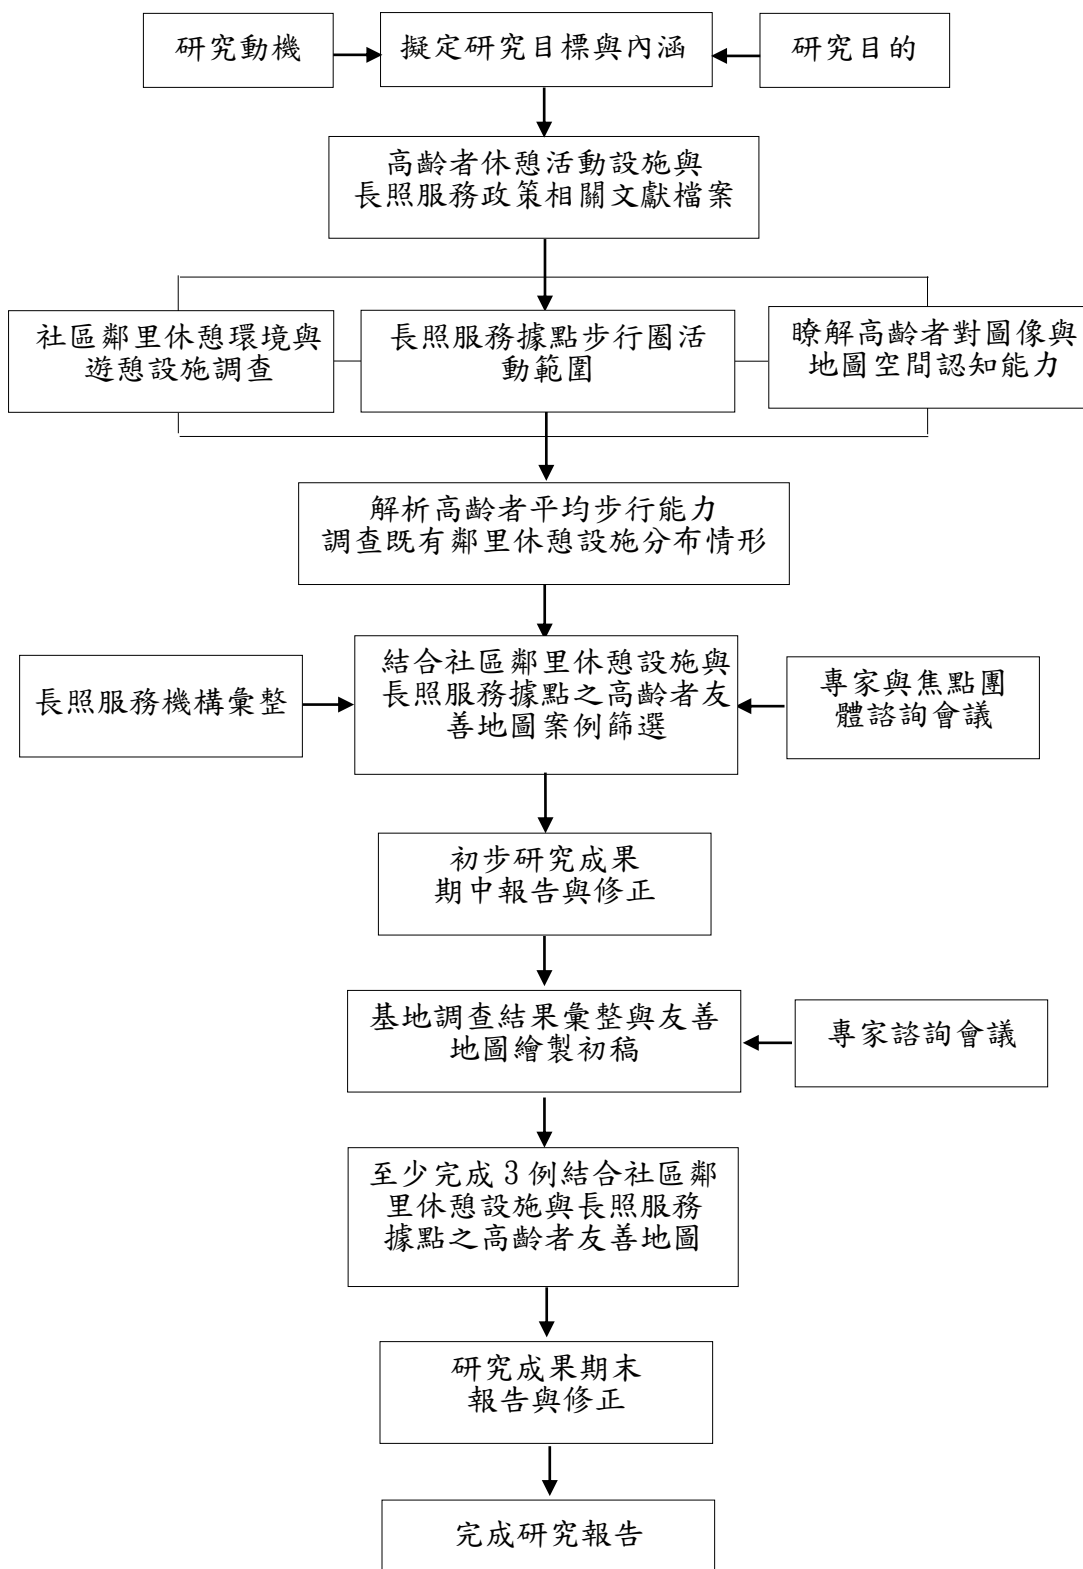 研究動機
擬定研究目標與內涵
研究目的
高齡者休憩活動設施與
長照服務政策相關文獻檔案
社區鄰里休憩環境與
遊憩設施調查
長照服務據點步行圈活
動範圍
瞭解高齡者對圖像與
地圖空間認知能力
解析高齡者平均步行能力
調查既有鄰里休憩設施分布情形
長照服務機構彙整
結合社區鄰里休憩設施與
長照服務據點之高齡者友
善地圖案例篩選
專家與焦點團
體諮詢會議
初步研究成果
期中報告與修正
基地調查結果彙整與友善
地圖繪製初稿
專家諮詢會議
至少完成 3 例結合社區鄰
里休憩設施與長照服務
據點之高齡者友善地圖
研究成果期末
報告與修正
完成研究報告